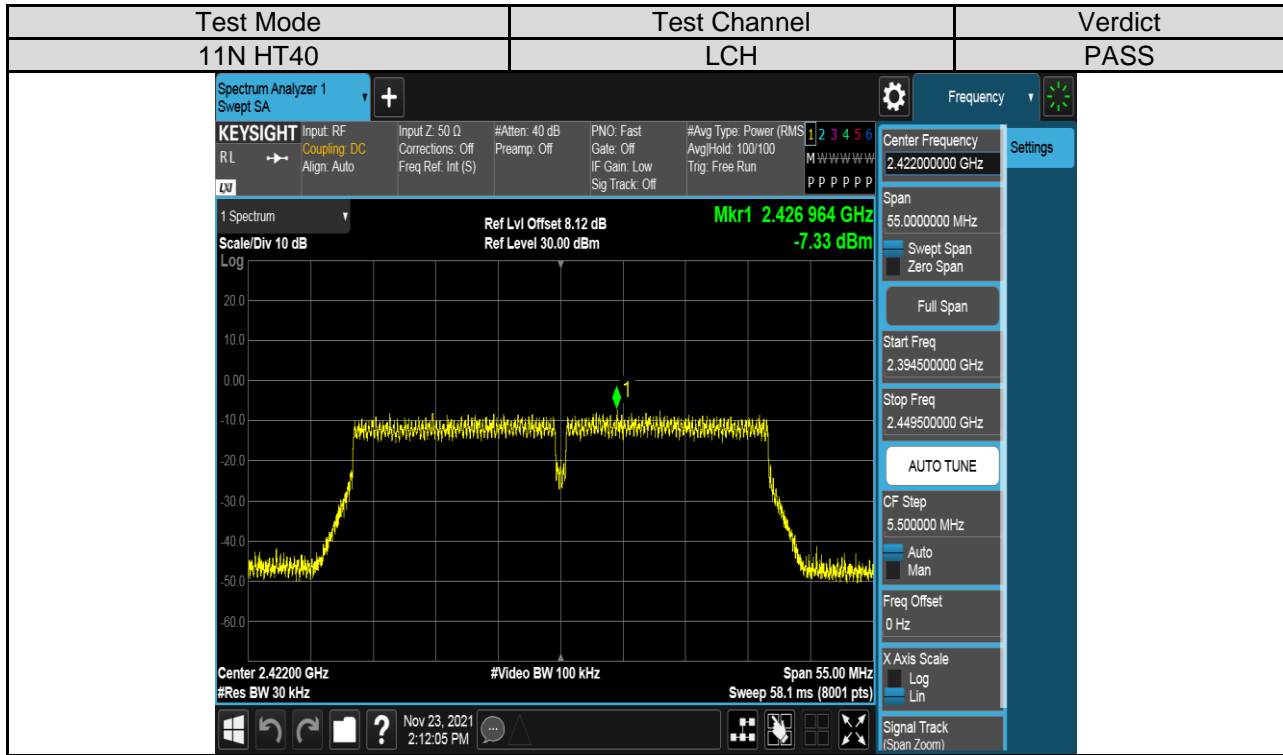 Test Mode Test Channel Verdict
11N HT40 LCH PASS
Spectrum Analyzer 1
Swept SA
+
Frequency
KEYSIGHT
RL
LXI
Input: RF
Coupling: DC
Align: Auto
Input Z: 50 Ω
Corrections: Off
Freq Ref: Int (S)
#Atten: 40 dB
Preamp: Off
PNO: Fast
Gate: Off
IF Gain: Low
Sig Track: Off
#Avg Type: Power (RMS
Avg|Hold: 100/100
Trig: Free Run
1 2 3 4 5 6
M W W W W W
P P P P P P
1 Spectrum
Scale/Div 10 dB
Log
Ref Lvl Offset 8.12 dB
Ref Level 30.00 dBm
Mkr1 2.426 964 GHz
-7.33 dBm
20.0
10.0
0.00
-10.0
-20.0
-30.0
-40.0
-50.0
-60.0
1
Center 2.42200 GHz
#Res BW 30 kHz
#Video BW 100 kHz
Span 55.00 MHz
Sweep 58.1 ms (8001 pts)
?
Nov 23, 2021
2:12:05 PM
Center Frequency
2.422000000 GHz
Settings
Span
55.0000000 MHz
Swept Span
Zero Span
Full Span
Start Freq
2.394500000 GHz
Stop Freq
2.449500000 GHz
AUTO TUNE
CF Step
5.500000 MHz
Auto
Man
Freq Offset
0 Hz
X Axis Scale
Log
Lin
Signal Track
(Span Zoom)